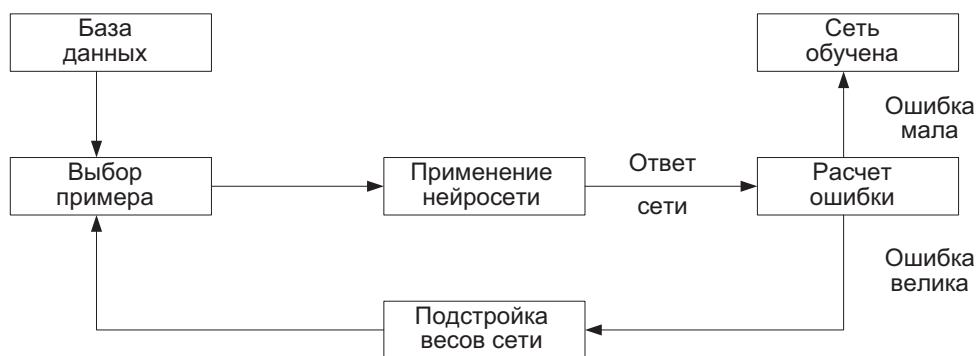 База
данных
Сеть
обучена
Ошибка
мала
Выбор
примера
Применение
нейросети
Ответ
сети
Расчет
ошибки
Ошибка
велика
Подстройка
весов сети